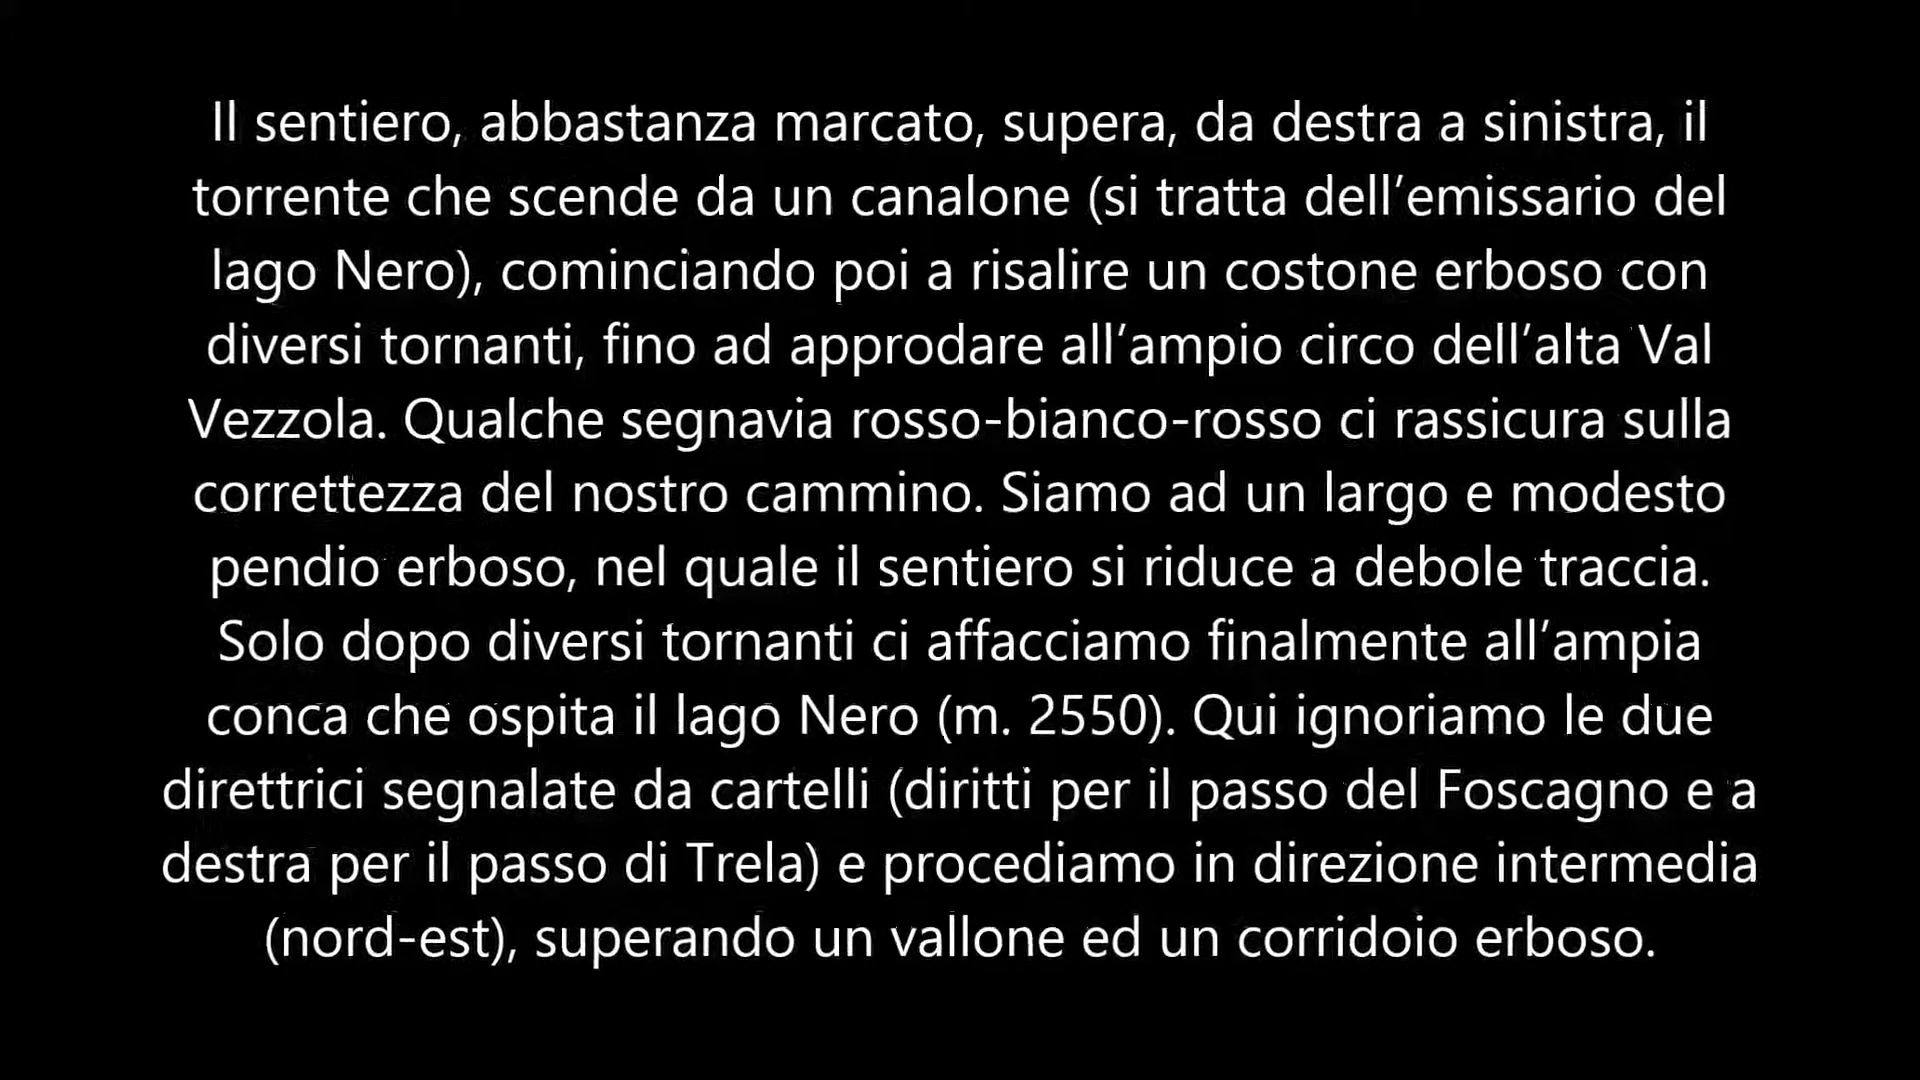 Il sentiero, abbastanza marcato, supera, da destra a sinistra, il
torrente che scende da un canalone (si tratta dell’emissario del
lago Nero), cominciando poi a risalire un costone erboso con
diversi tornanti, fino ad approdare all’ampio circo dell’alta Val
Vezzola. Qualche segnavia rosso-bianco-rosso ci rassicura sulla
correttezza del nostro cammino. Siamo ad un largo e modesto
pendio erboso, nel quale il sentiero si riduce a debole traccia.
Solo dopo diversi tornanti ci affacciamo finalmente all’ampia
conca che ospita il lago Nero (m. 2550). Qui ignoriamo le due
direttrici segnalate da cartelli (diritti per il passo del Foscagno e a
destra per il passo di Trela) e procediamo in direzione intermedia
(nord-est), superando un vallone ed un corridoio erboso.